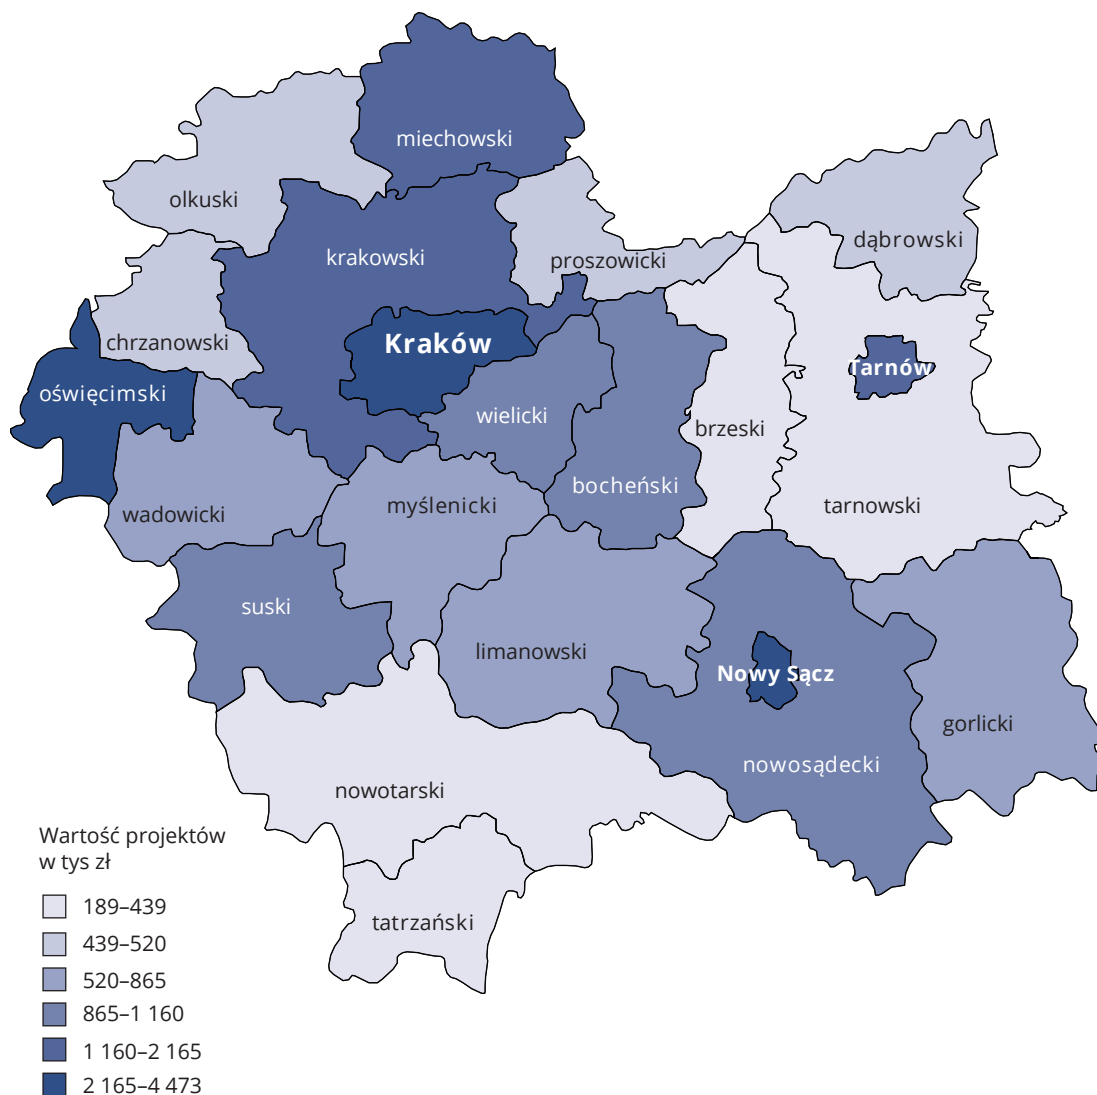 miechowski
olkuski
krakowski
dąbrowski
proszowicki
chrzanowski
Kraków
Tarnów
oświęcimski
wielicki
brzeski
bocheński
wadowicki
myślenicki
tarnowski
suski
limanowski
Nowy Sącz
gorlicki
nowosądecki
nowotarski
tatrzański
Wartość projektów
w tys zł
189–439
439–520
520–865
865–1 160
1 160–2 165
2 165–4 473